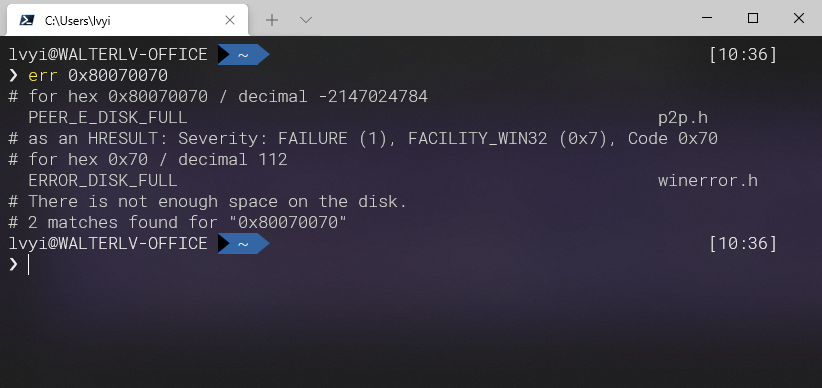 C:\Users\lvyi
lvyi@WALTERLV-OFFICE ~ [10:36]
❯ err 0x80070070
# for hex 0x80070070 / decimal -2147024784
PEER_E_DISK_FULL p2p.h
# as an HRESULT: Severity: FAILURE (1), FACILITY_WIN32 (0x7), Code 0x70
# for hex 0x70 / decimal 112
ERROR_DISK_FULL winerror.h
# There is not enough space on the disk.
# 2 matches found for "0x80070070"
lvyi@WALTERLV-OFFICE ~ [10:36]
❯